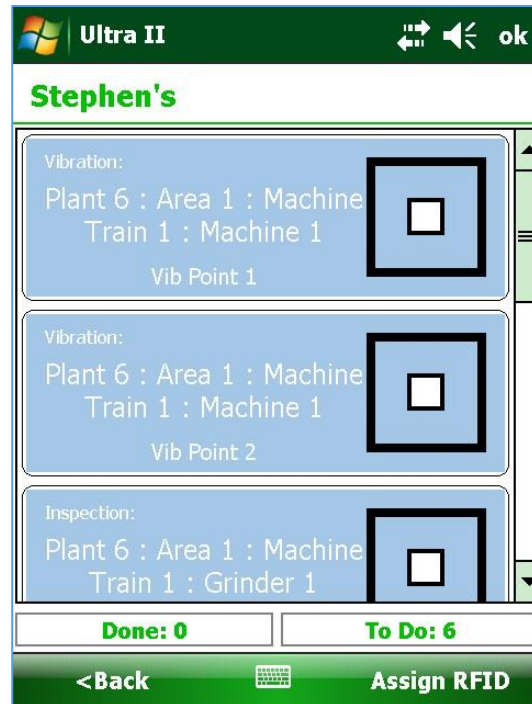 Ultra II
ok
Stephen's
Vibration:
Plant 6 : Area 1 : Machine
Train 1 : Machine 1
Vib Point 1
Vibration:
Plant 6 : Area 1 : Machine
Train 1 : Machine 1
Vib Point 2
Inspection:
Plant 6 : Area 1 : Machine
Train 1 : Grinder 1
Done: 0
To Do: 6
<Back
Assign RFID